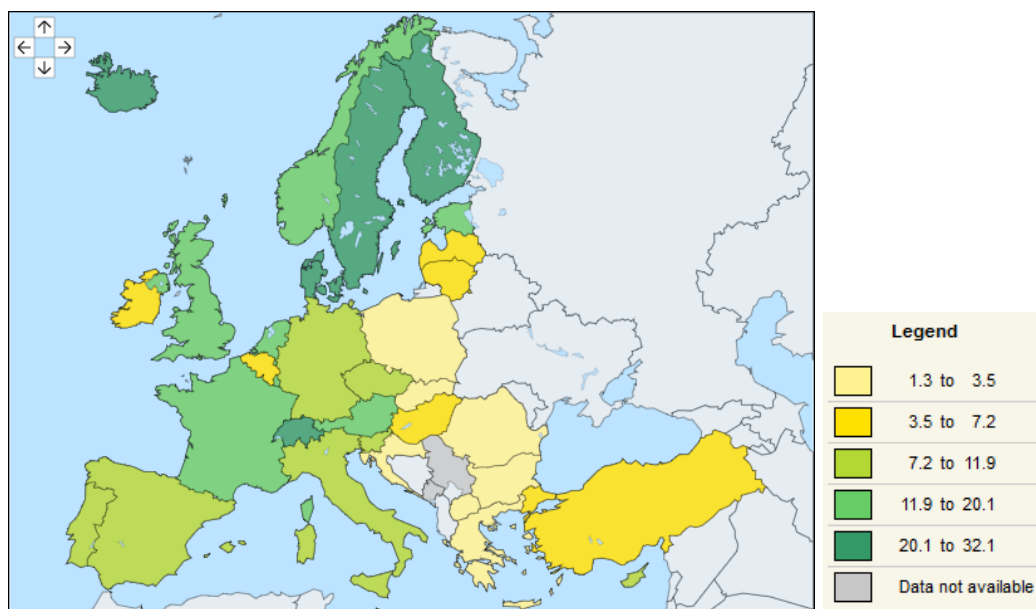 Legend
1.3 to 3.5
3.5 to 7.2
7.2 to 11.9
11.9 to 20.1
20.1 to 32.1
Data not available